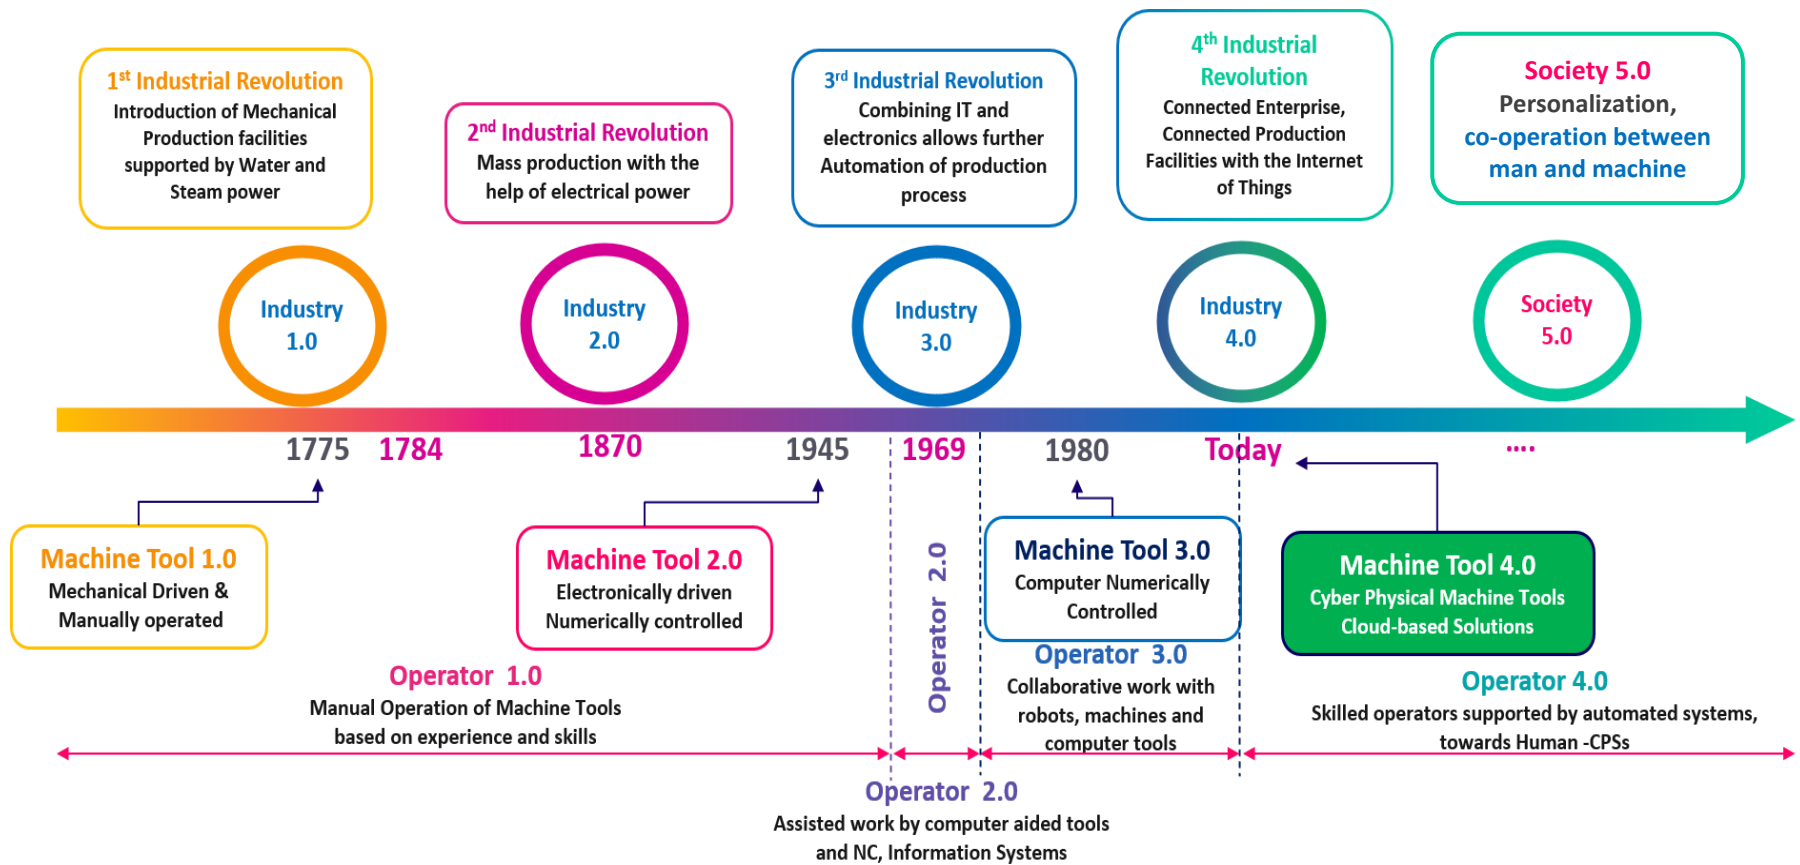 1st Industrial Revolution
Introduction of Mechanical
Production facilities
supported by Water and
Steam power
2nd Industrial Revolution
Mass production with the
help of electrical power
3rd Industrial Revolution
Combining IT and
electronics allows further
Automation of production
process
4th Industrial
Revolution
Connected Enterprise,
Connected Production
Facilities with the Internet
of Things
Society 5.0
Personalization,
co-operation between
man and machine
Industry
1.0
Industry
2.0
Industry
3.0
Industry
4.0
Society
5.0
1775
1784
1870
1945
1969
1980
Today
....
Machine Tool 1.0
Mechanical Driven &
Manually operated
Machine Tool 2.0
Electronically driven
Numerically controlled
Operator 2.0
Machine Tool 3.0
Computer Numerically
Controlled
Machine Tool 4.0
Cyber Physical Machine Tools
Cloud-based Solutions
Operator 1.0
Manual Operation of Machine Tools
based on experience and skills
Operator 3.0
Collaborative work with
robots, machines and
computer tools
Operator 4.0
Skilled operators supported by automated systems,
towards Human -CPSs
Operator 2.0
Assisted work by computer aided tools
and NC, Information Systems